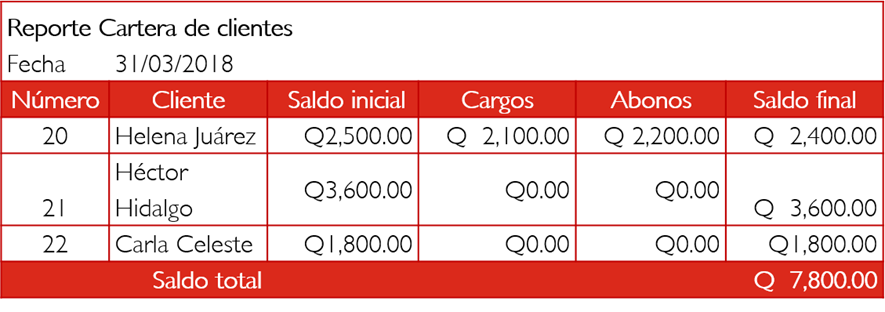 Reporte Cartera de clientes
Fecha 31/03/2018
Número Cliente Saldo inicial Cargos Abonos Saldo final
20 Helena Juárez Q2,500.00 Q 2,100.00 Q 2,200.00 Q 2,400.00
21 Héctor Hidalgo Q3,600.00 Q0.00 Q0.00 Q 3,600.00
22 Carla Celeste Q1,800.00 Q0.00 Q0.00 Q1,800.00
Saldo total Q 7,800.00